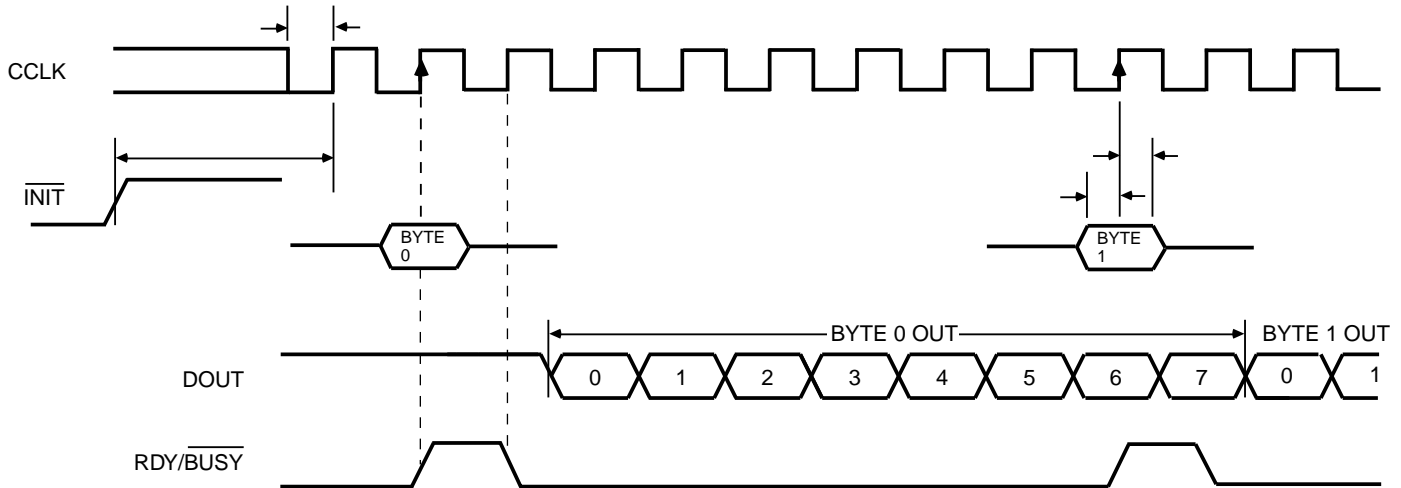 CCLK
INIT
BYTE
0
BYTE
1
BYTE 0 OUT
BYTE 1 OUT
DOUT
0 1 2 3 4 5 6 7 0 1
RDY/BUSY